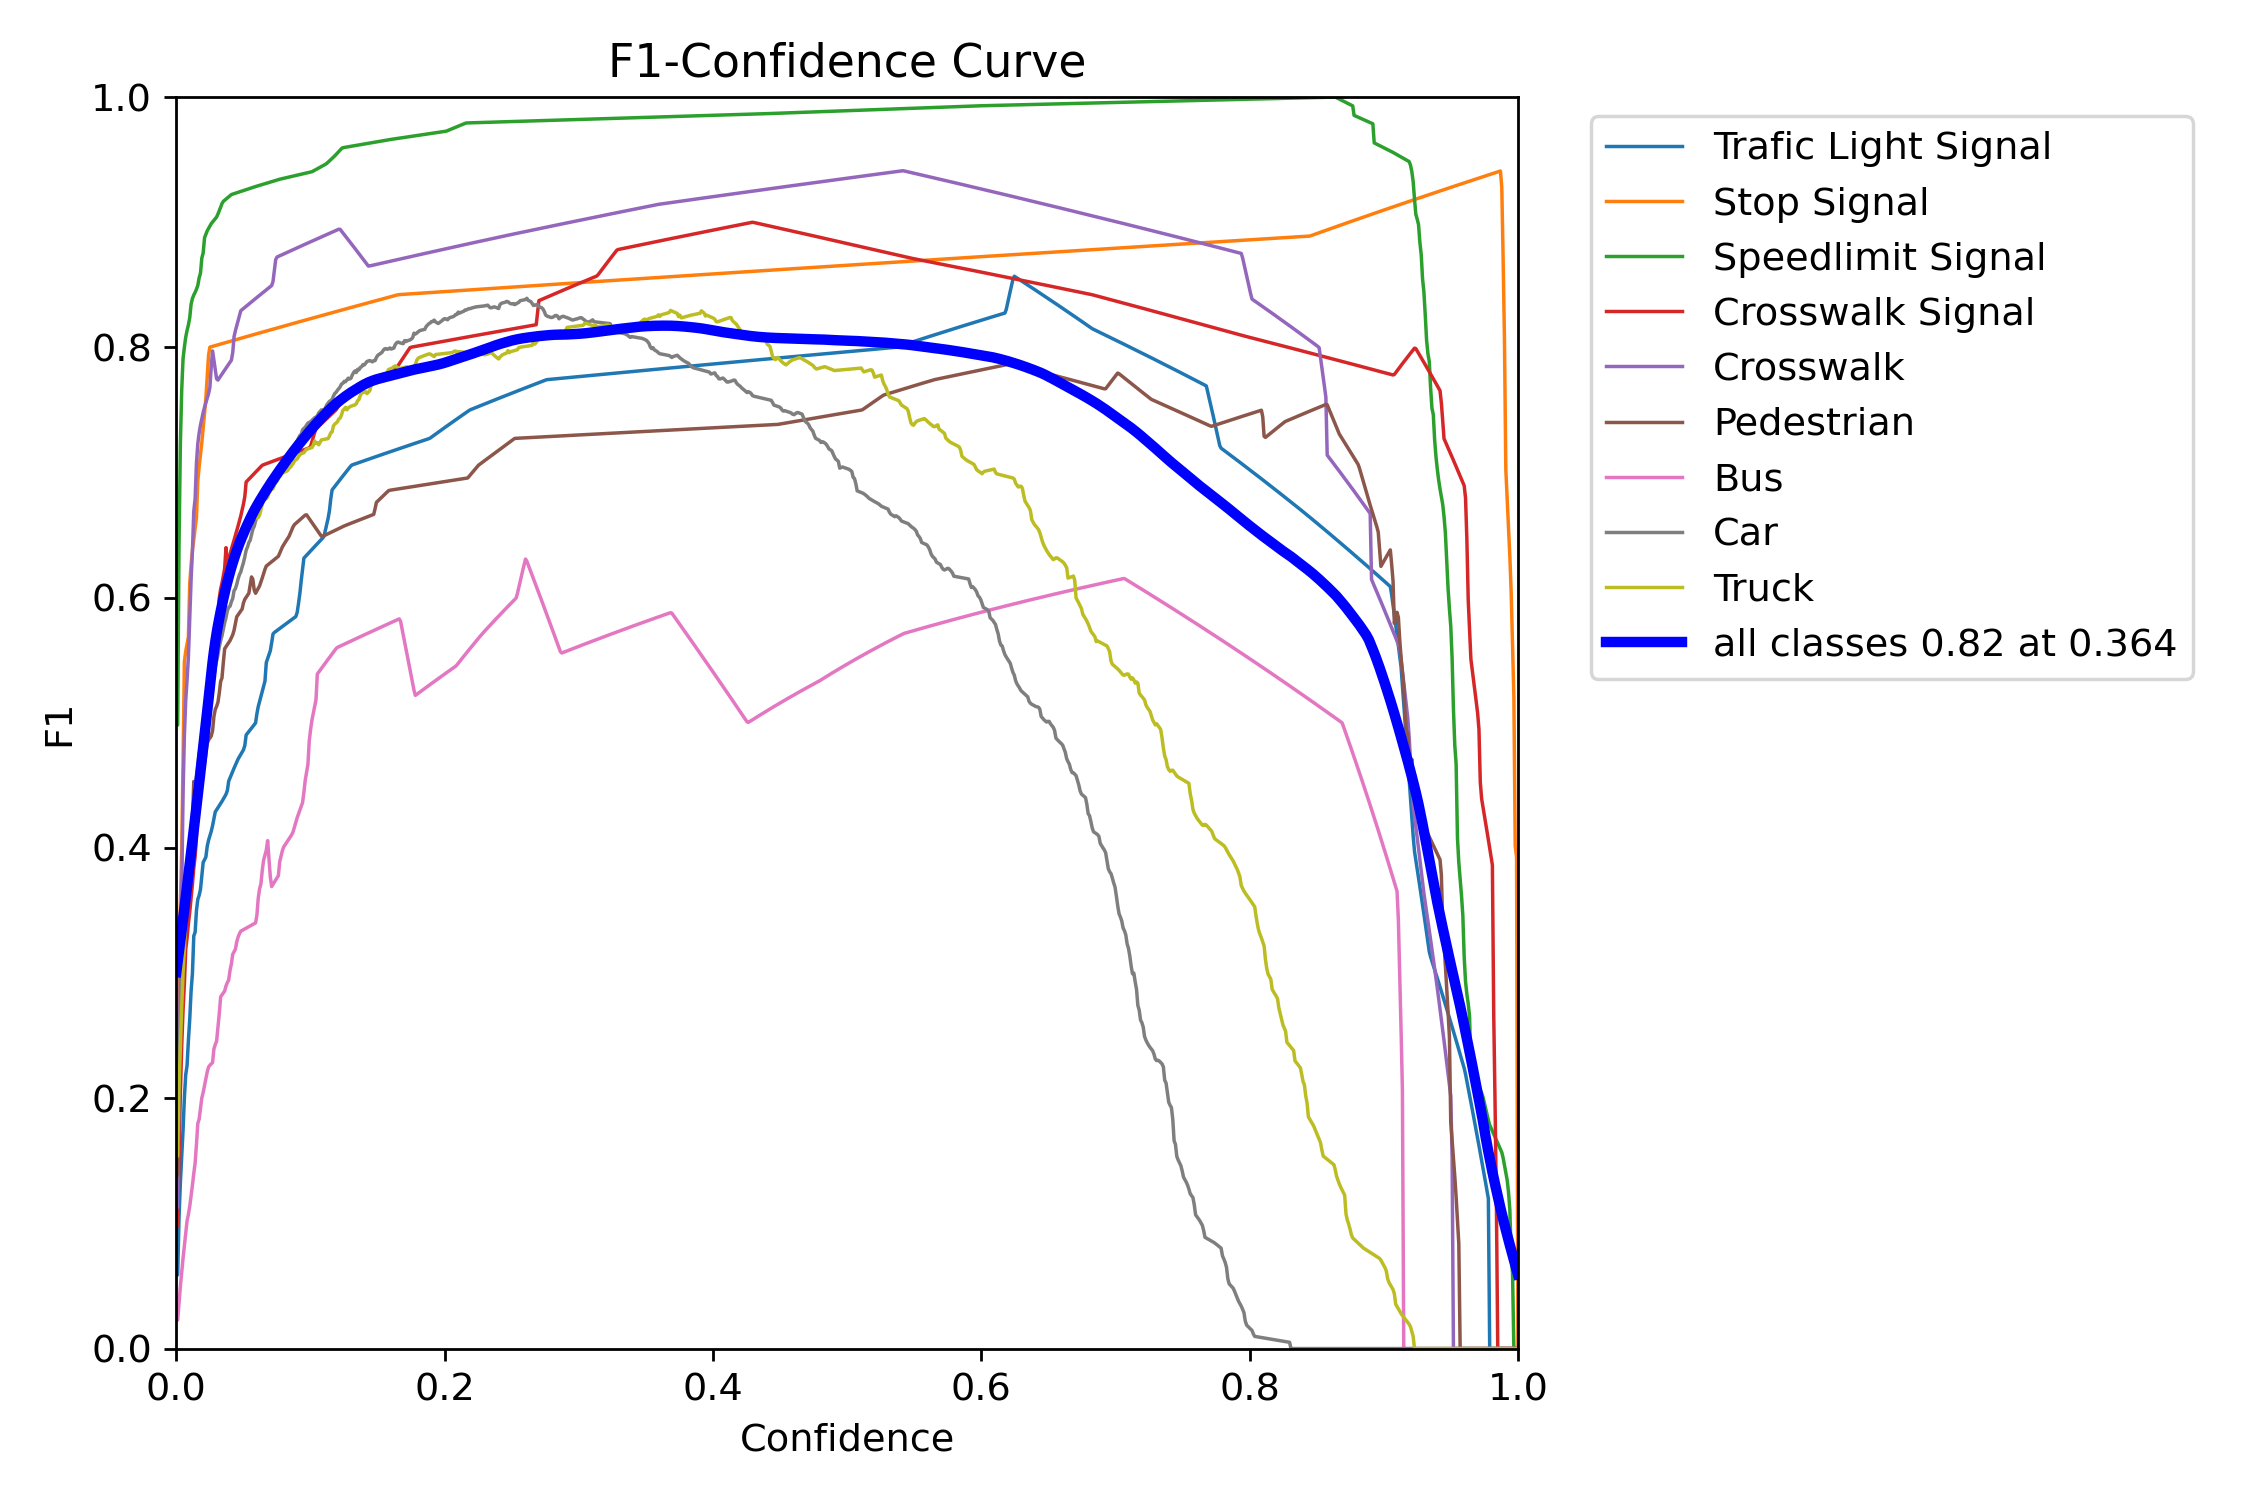 F1-Confidence Curve
1.0
0.8
0.6
0.4
0.2
0.0
F1
0.0 0.2 0.4 0.6 0.8 1.0
Confidence
Trafic Light Signal
Stop Signal
Speedlimit Signal
Crosswalk Signal
Crosswalk
Pedestrian
Bus
Car
Truck
all classes 0.82 at 0.364